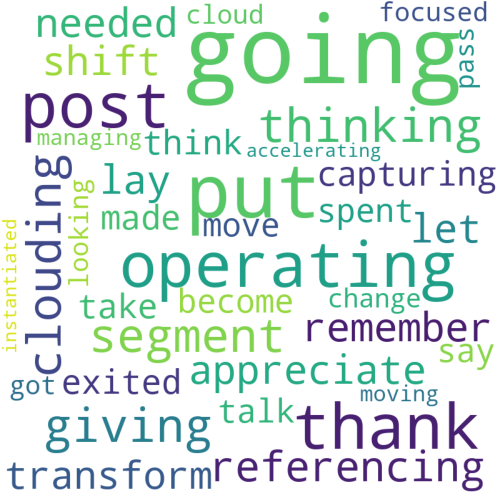 needed
cloud
focused
going
pass
shift
post
thinking
managing
think
accelerating
clouding
looking
lay
put
capturing
made
move
spent
let
instantiated
operating
take
become
change
segment
remember
say
got
exited
appreciate
moving
giving
talk
thank
transform
referencing